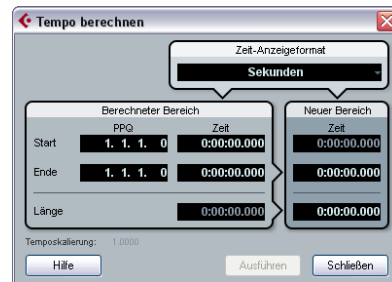 Tempo berechnen
Zeit-Anzeigeformat
Sekunden
Berechneter Bereich
Neuer Bereich
PPQ Zeit Zeit
Start 1. 1. 1. 0 0:00:00.000 0:00:00.000
Ende 1. 1. 1. 0 0:00:00.000 0:00:00.000
Länge 0:00:00.000 0:00:00.000
Temposkalierung: 1.0000
Hilfe Ausführen Schließen